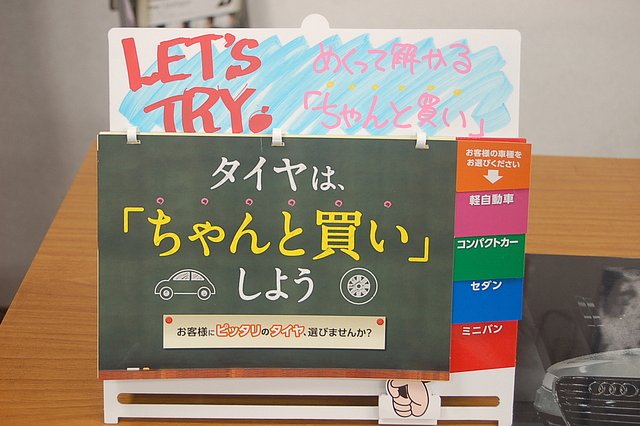 LET'S
TRY.
めくって解かる
「ちゃんと買い」
タイヤは、
「ちゃんと買い」
しよう
お客様にピッタリのタイヤ、選びませんか?
お客様の車種を
お選びください
軽自動車
コンパクトカー
セダン
ミニバン